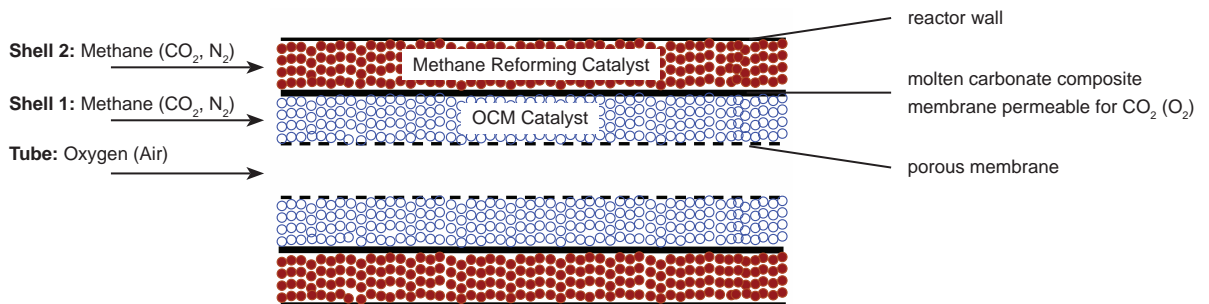 reactor wall
Shell 2: Methane (CO₂, N₂)
Methane Reforming Catalyst
molten carbonate composite
membrane permeable for CO₂ (O₂)
Shell 1: Methane (CO₂, N₂)
OCM Catalyst
Tube: Oxygen (Air)
porous membrane